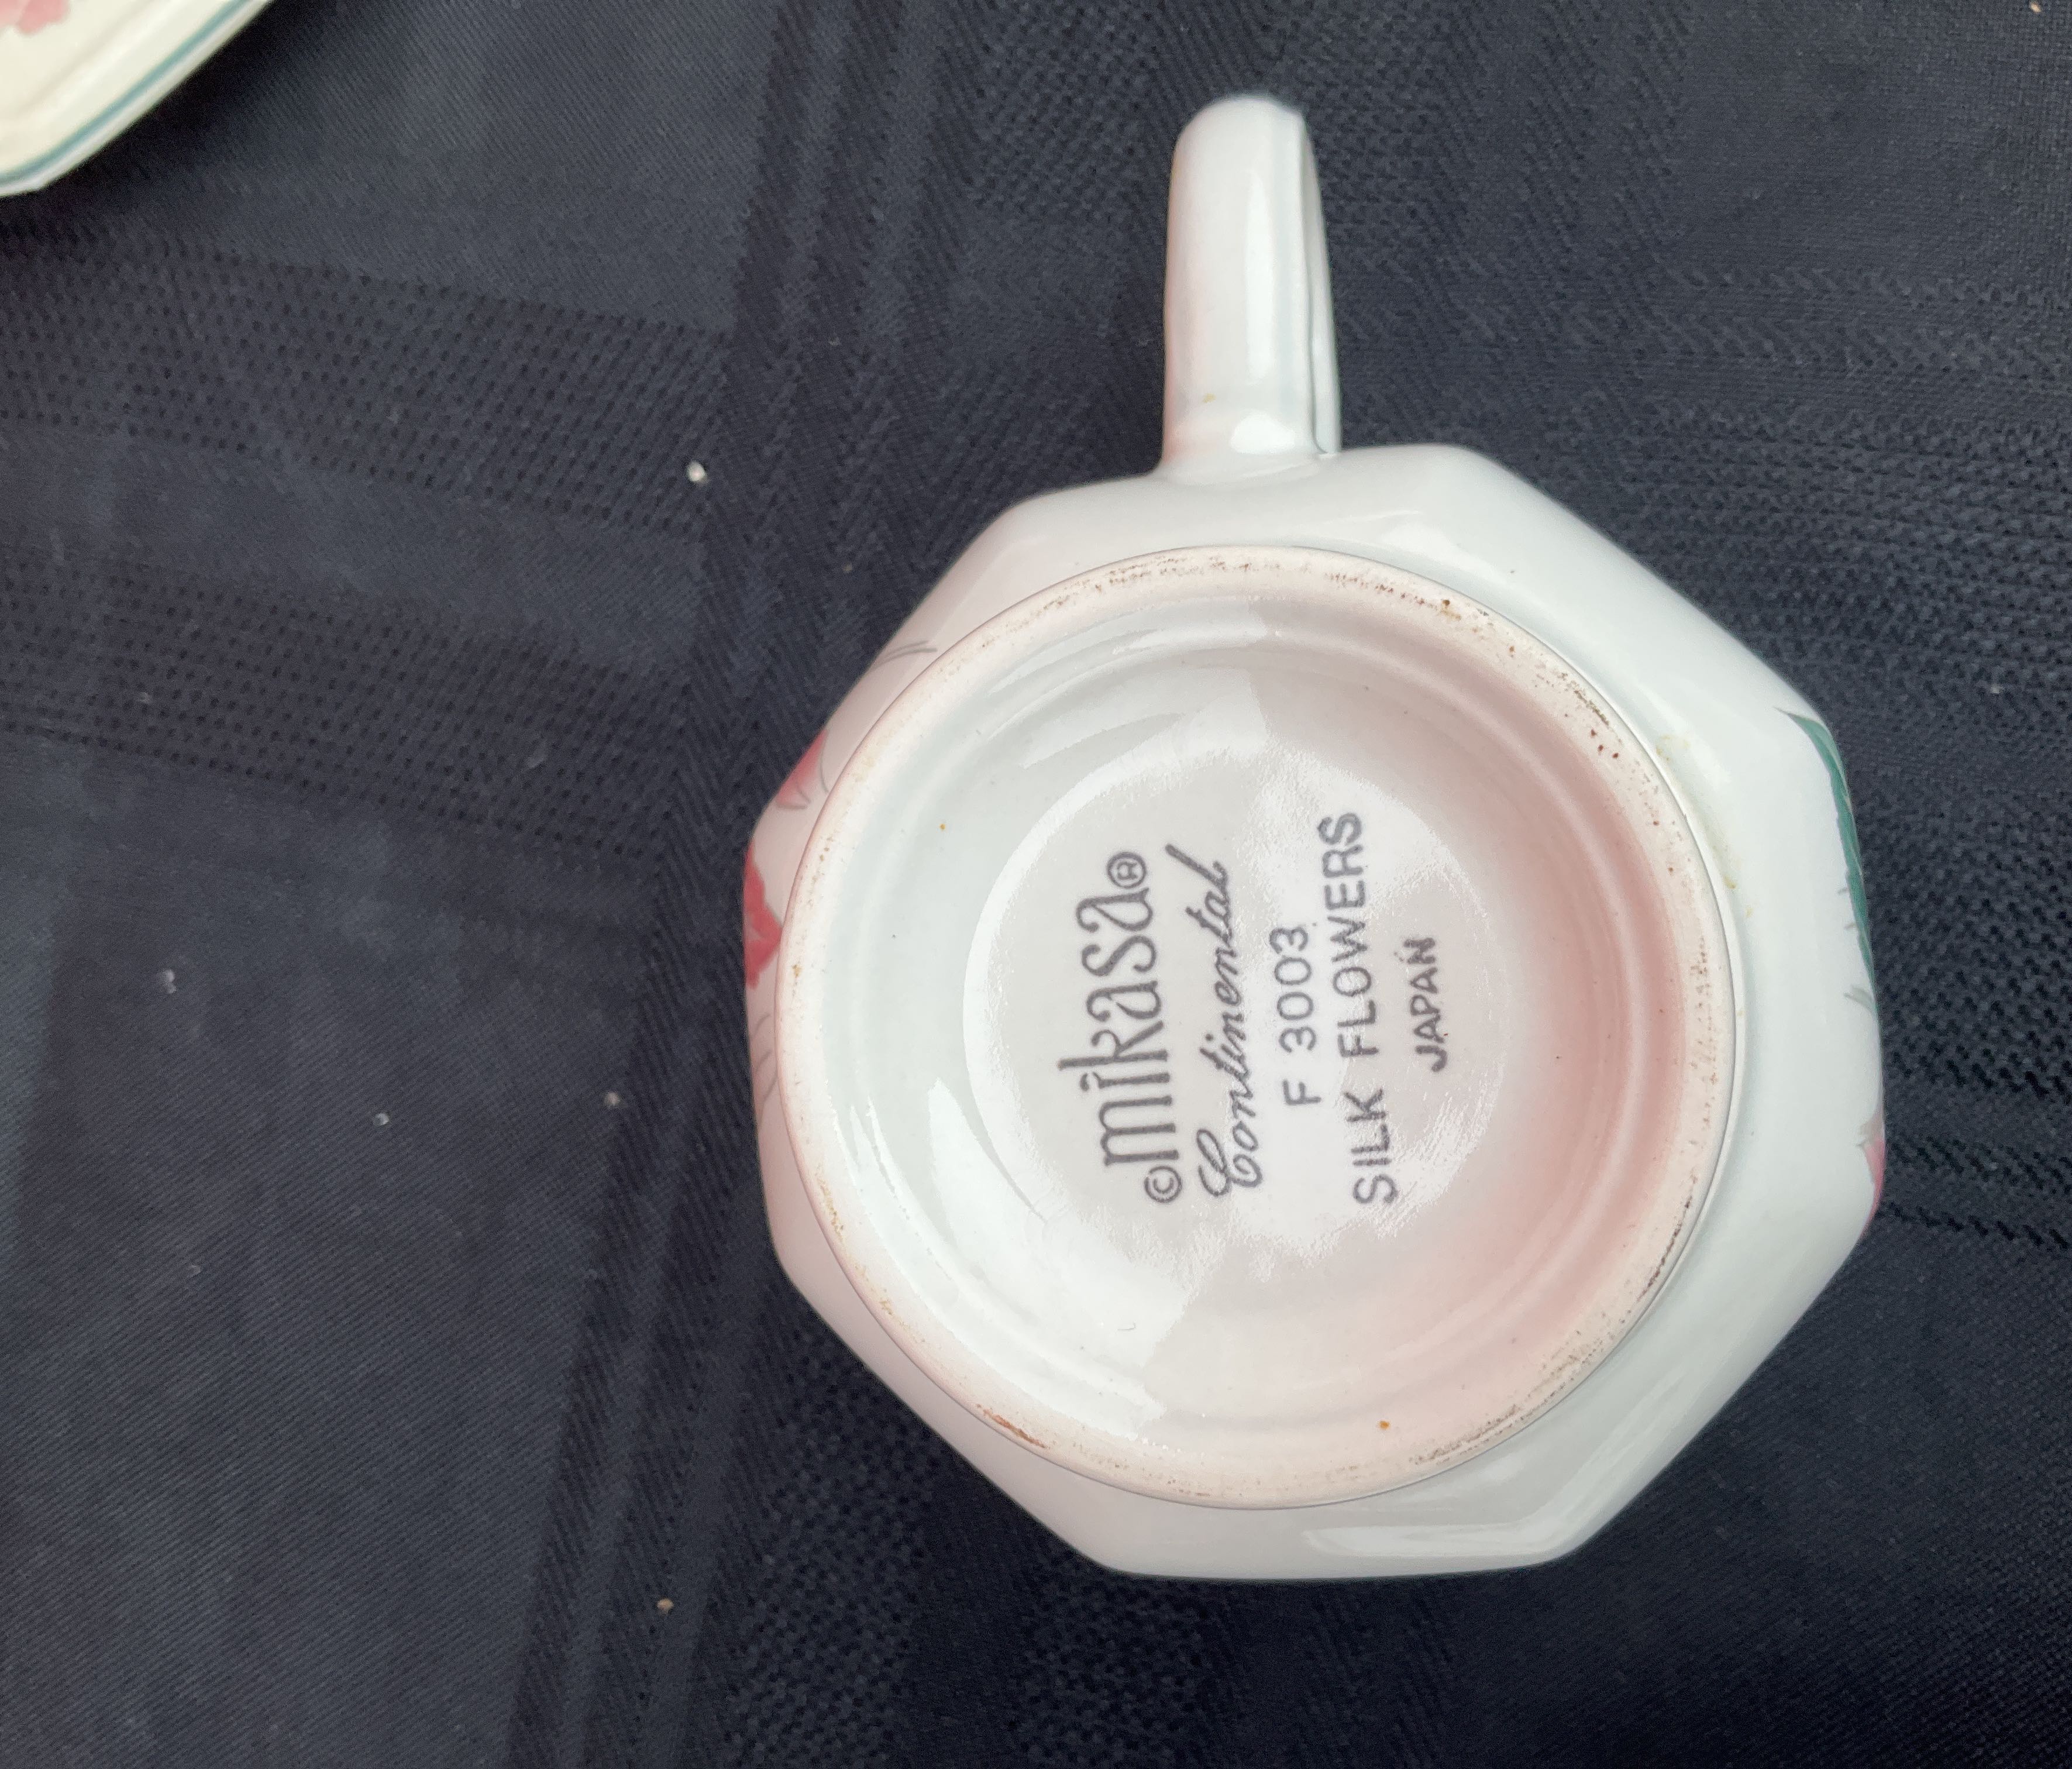 ©mikasa®
Continental
F 3003
SILK FLOWERS
JAPAN